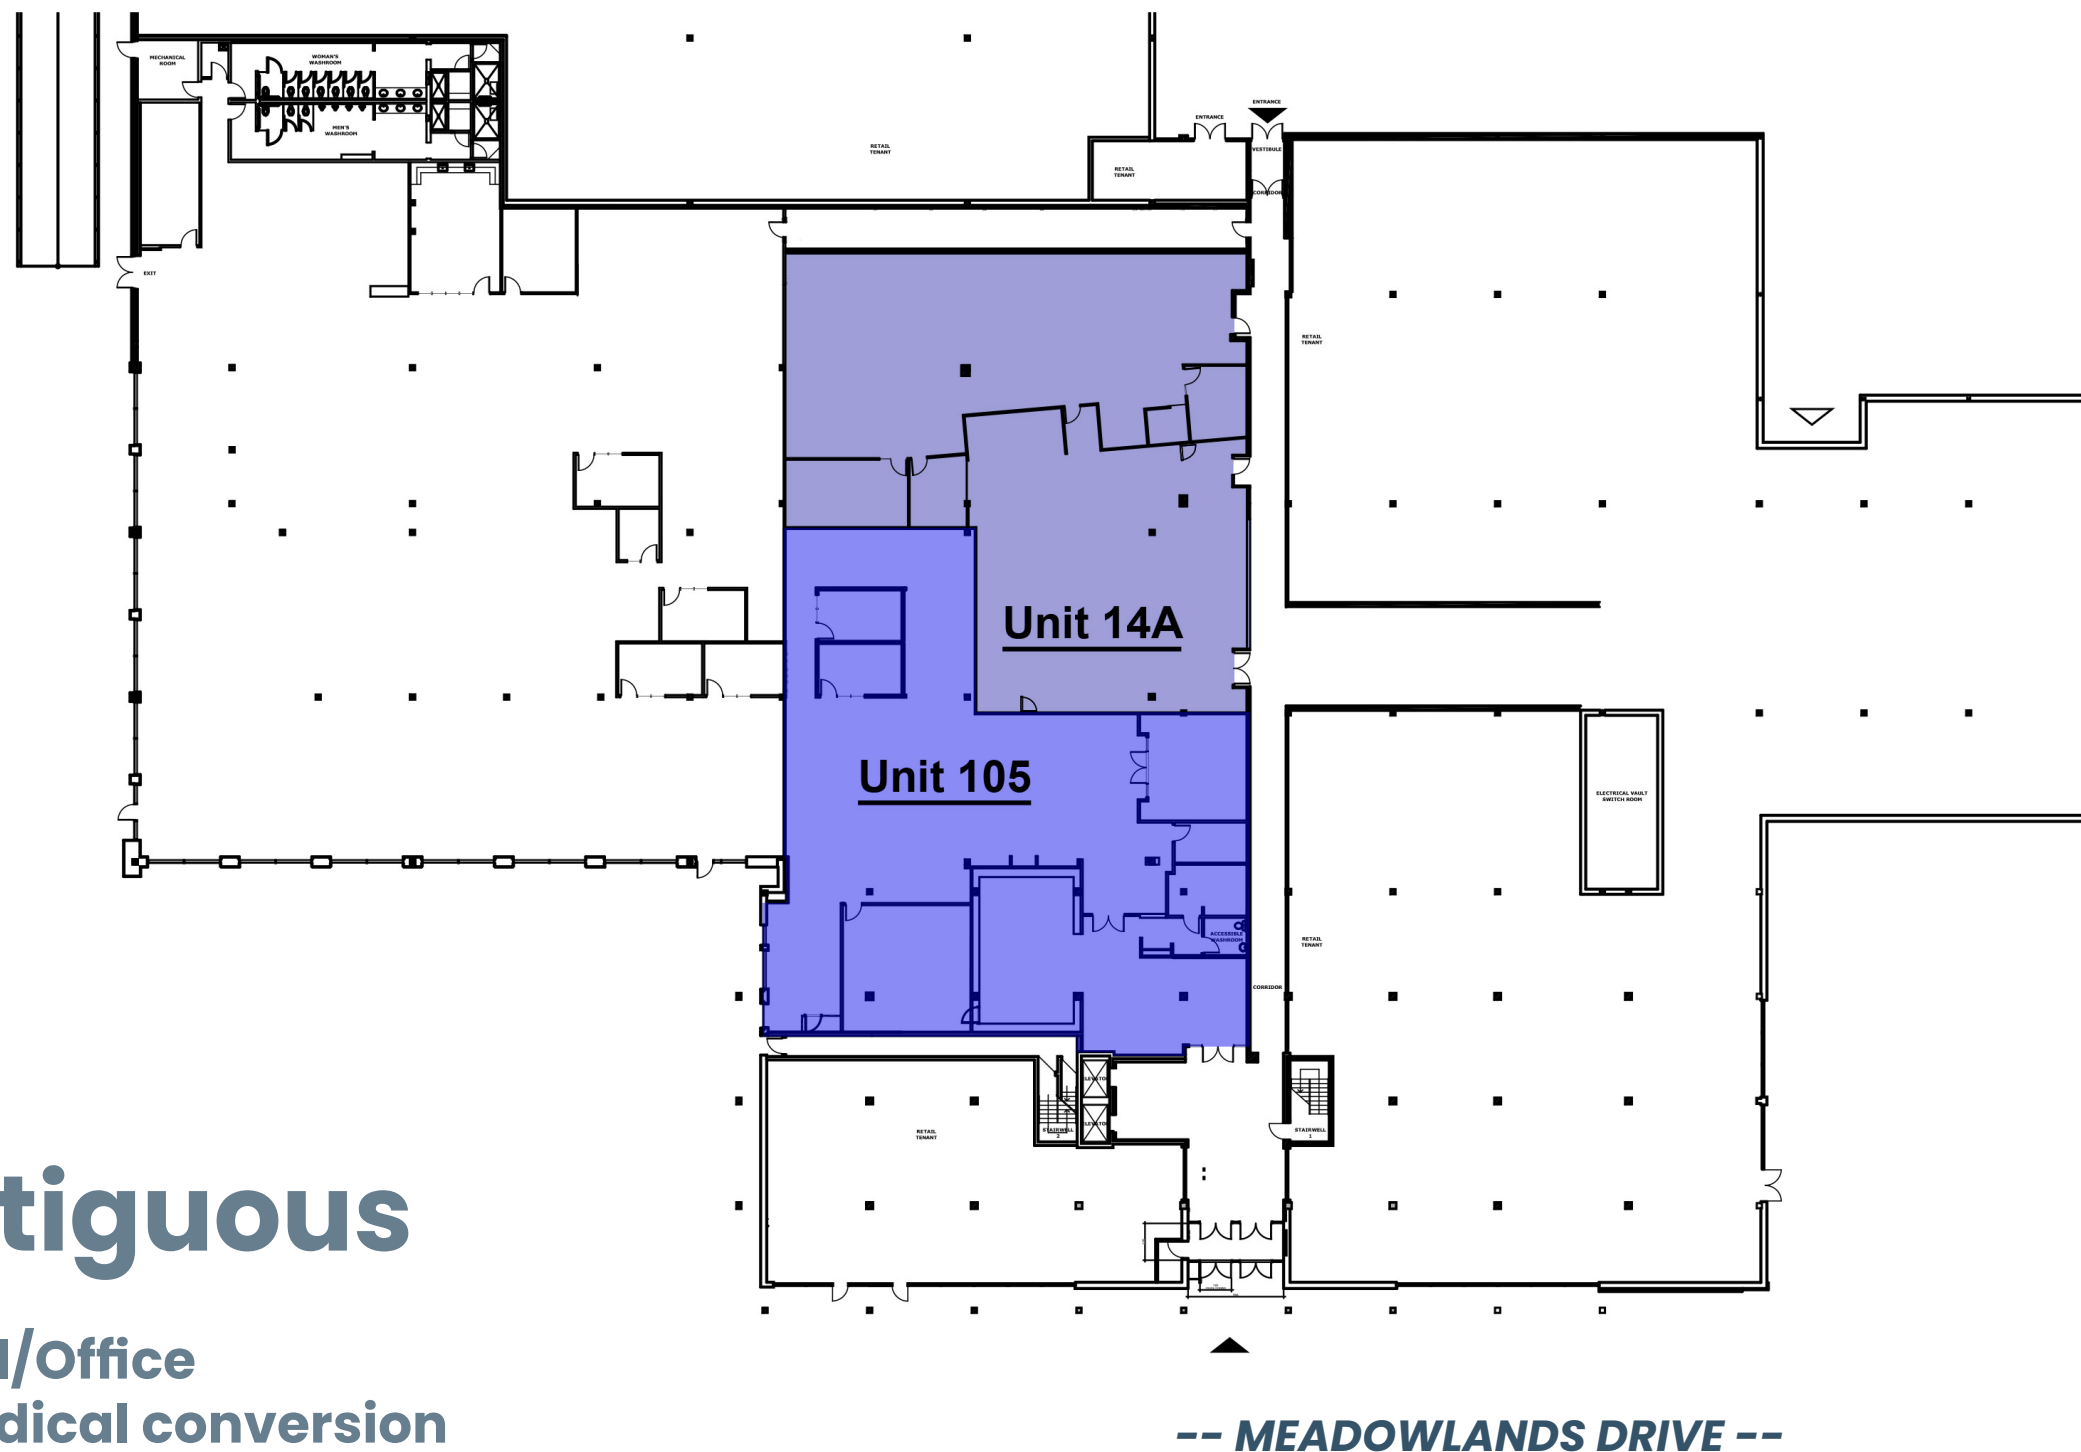 WOMAN'S
WASHROOM
MECHANICAL
ROOM
MEN'S
WASHROOM
ENTRANCE
ENTRANCE
VESTIBULE
RETAIL
TENANT
RETAIL
TENANT
CORRIDOR
EXIT
RETAIL
TENANT
Unit 14A
Unit 105
ELECTRICAL VAULT
SWITCH ROOM
ACCESSIBLE
WASHROOM
RETAIL
TENANT
CORRIDOR
ELEVATOR
ELEVATOR
STAIRWELL
2
STAIRWELL
1
RETAIL
TENANT
tiguous
l/Office
dical conversion
-- MEADOWLANDS DRIVE --